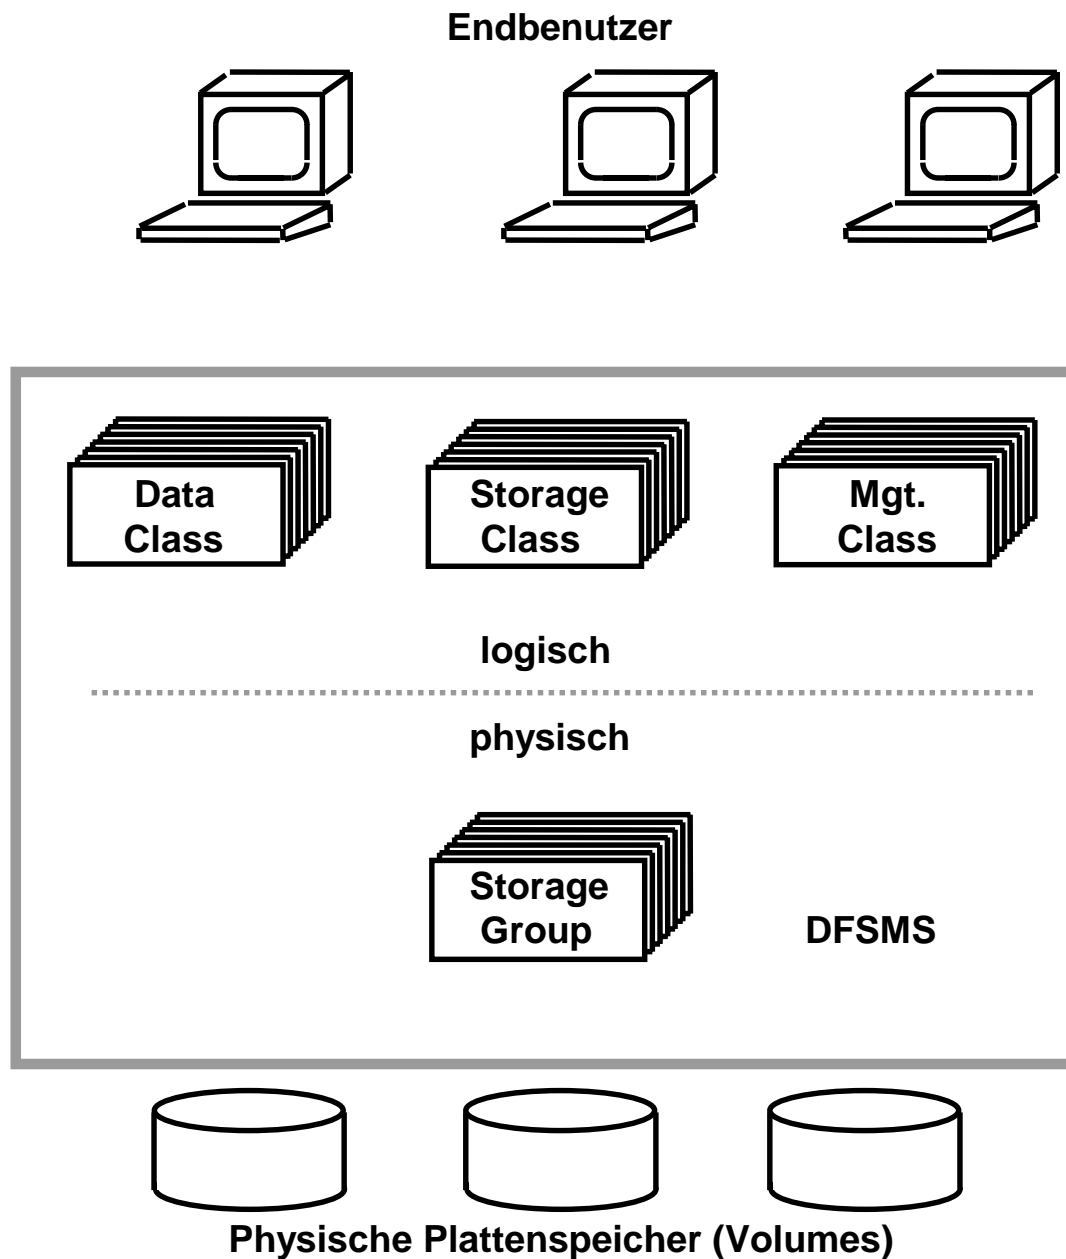 Endbenutzer
Data
Class
Storage
Class
Mgt.
Class
logisch
physisch
Storage
Group
DFSMS
Physische Plattenspeicher (Volumes)